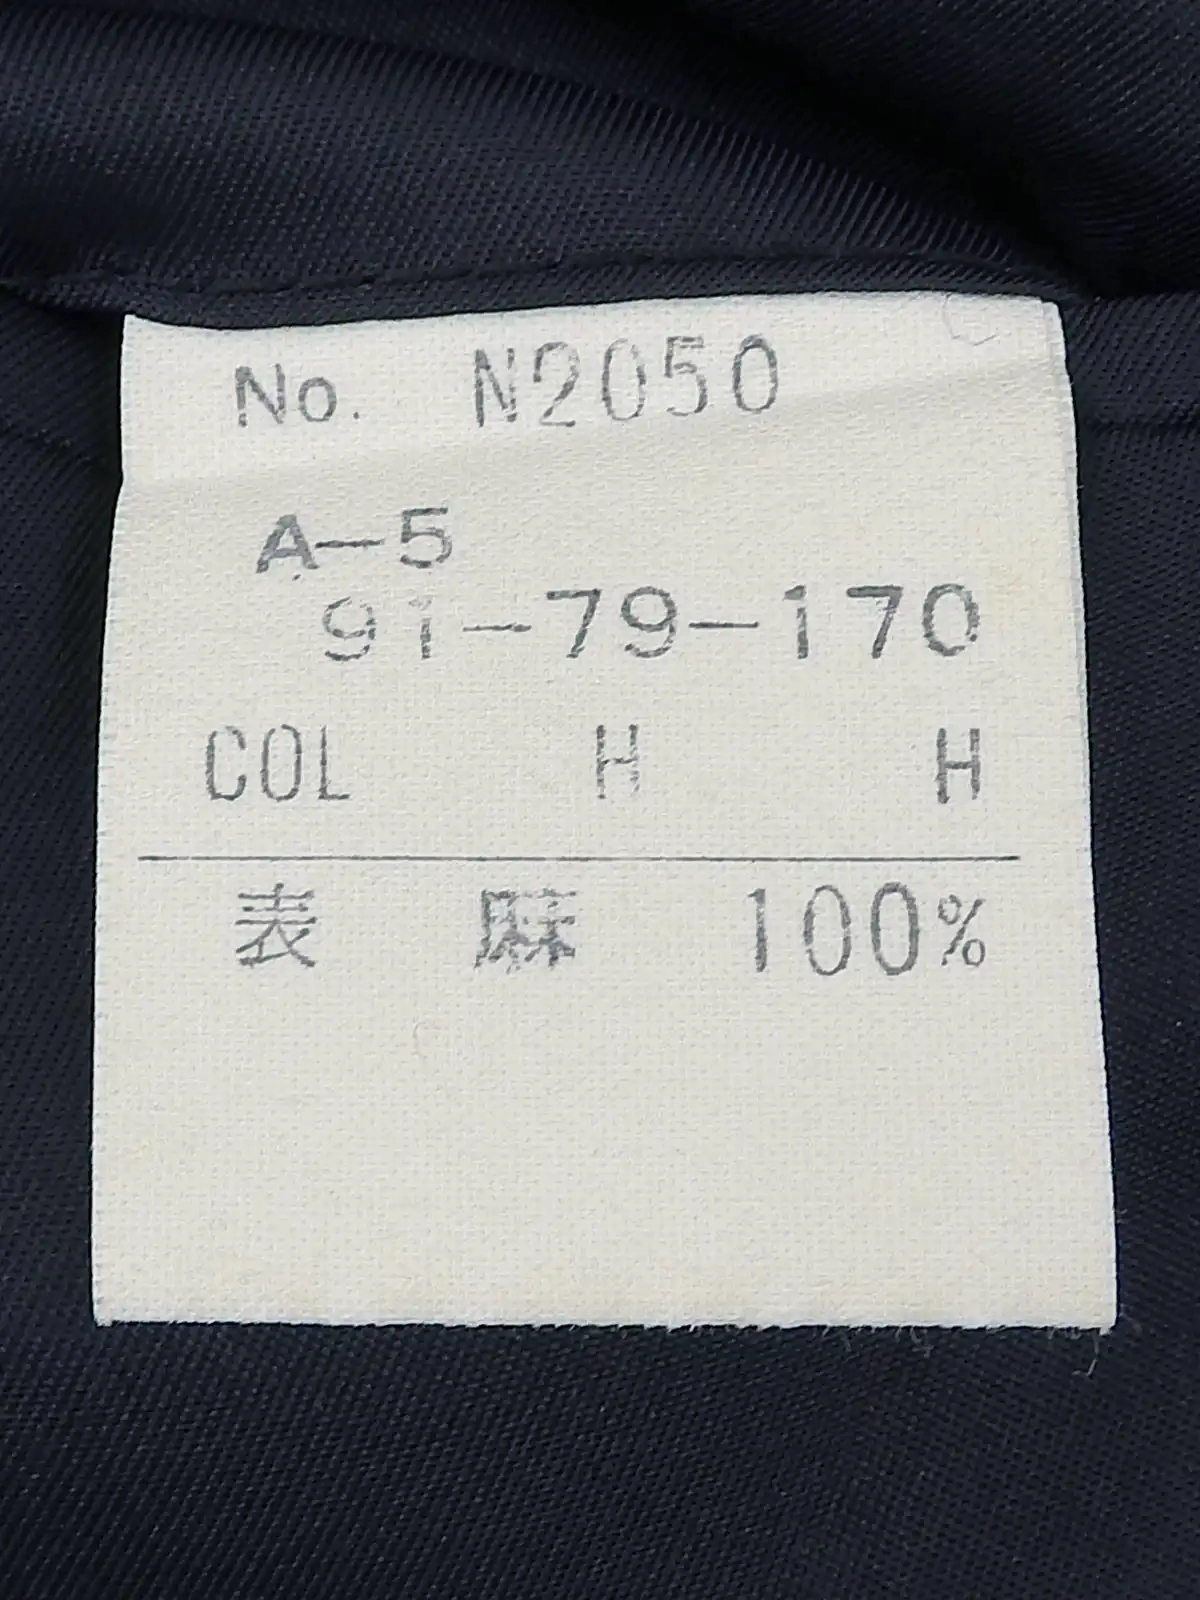 No. N2050
A-5
91-79-170
COL H H
表 麻 100%